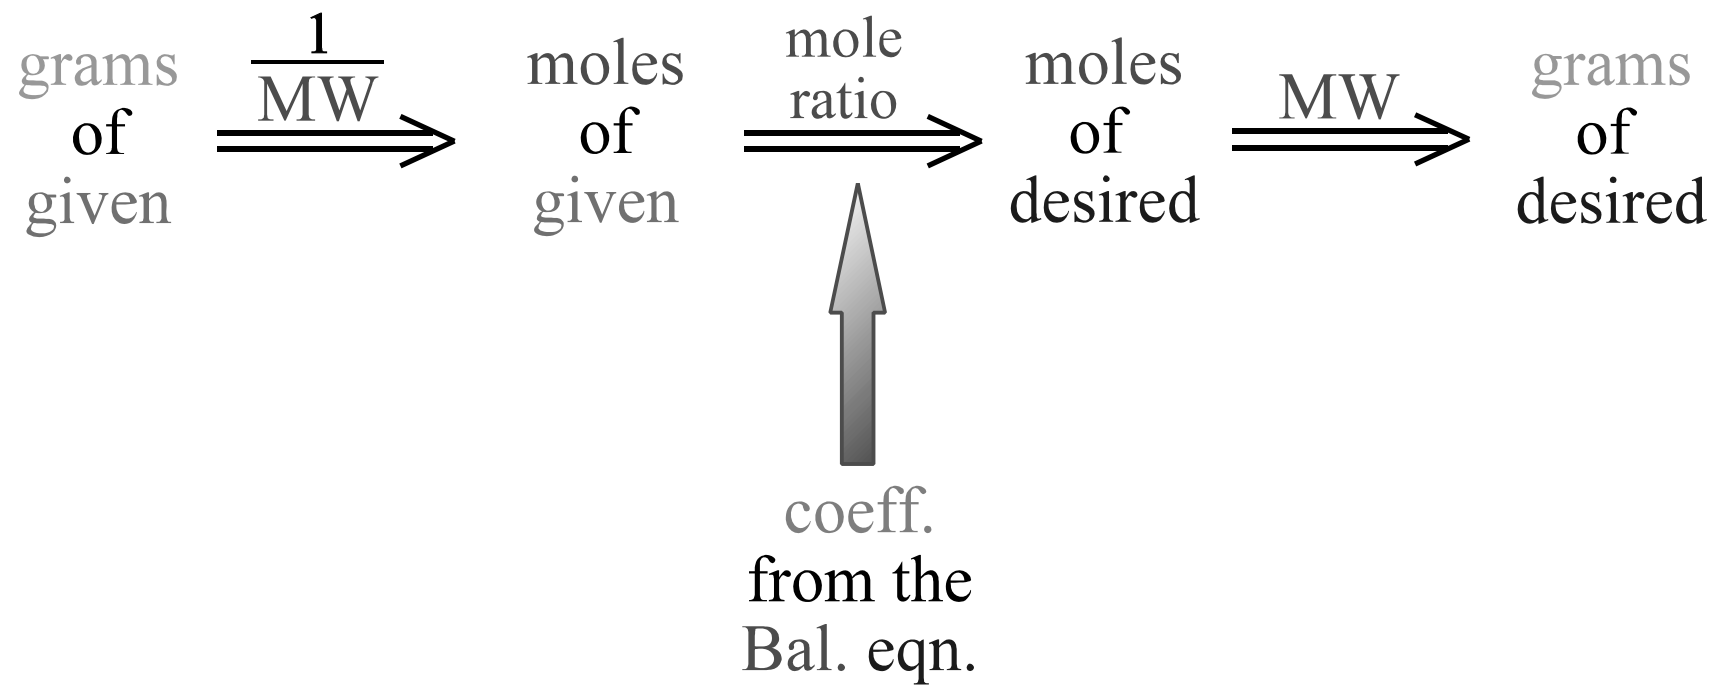 grams
of
given
1
MW
moles
of
given
mole
ratio
moles
of
desired
MW
grams
of
desired
coeff.
from the
Bal. eqn.